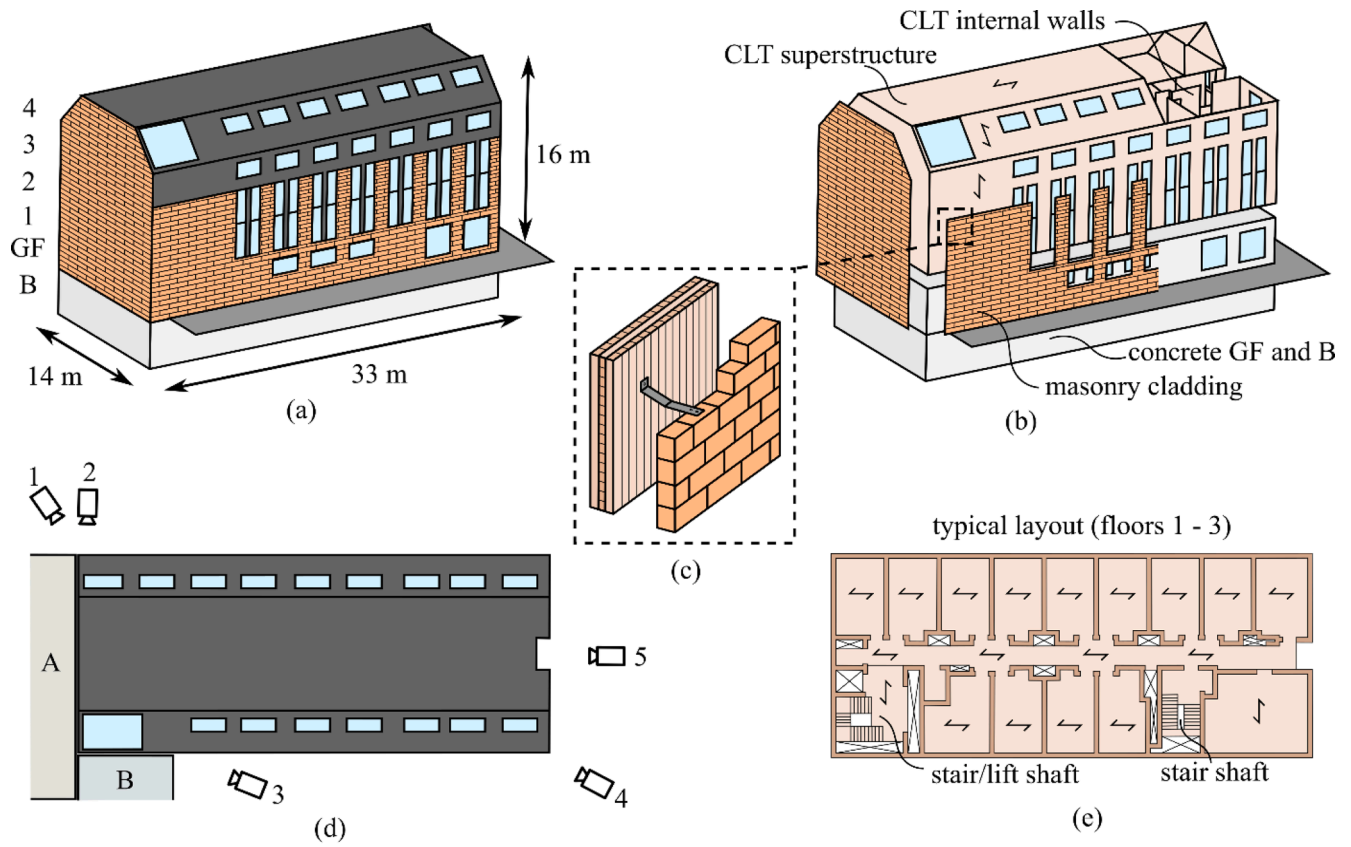 CLT internal walls
CLT superstructure
4
3
2
1
GF
B
16 m
14 m
33 m
(a)
concrete GF and B
masonry cladding
(b)
(c)
1
2
A
B
3
4
5
(d)
typical layout (floors 1 - 3)
stair/lift shaft
stair shaft
(e)